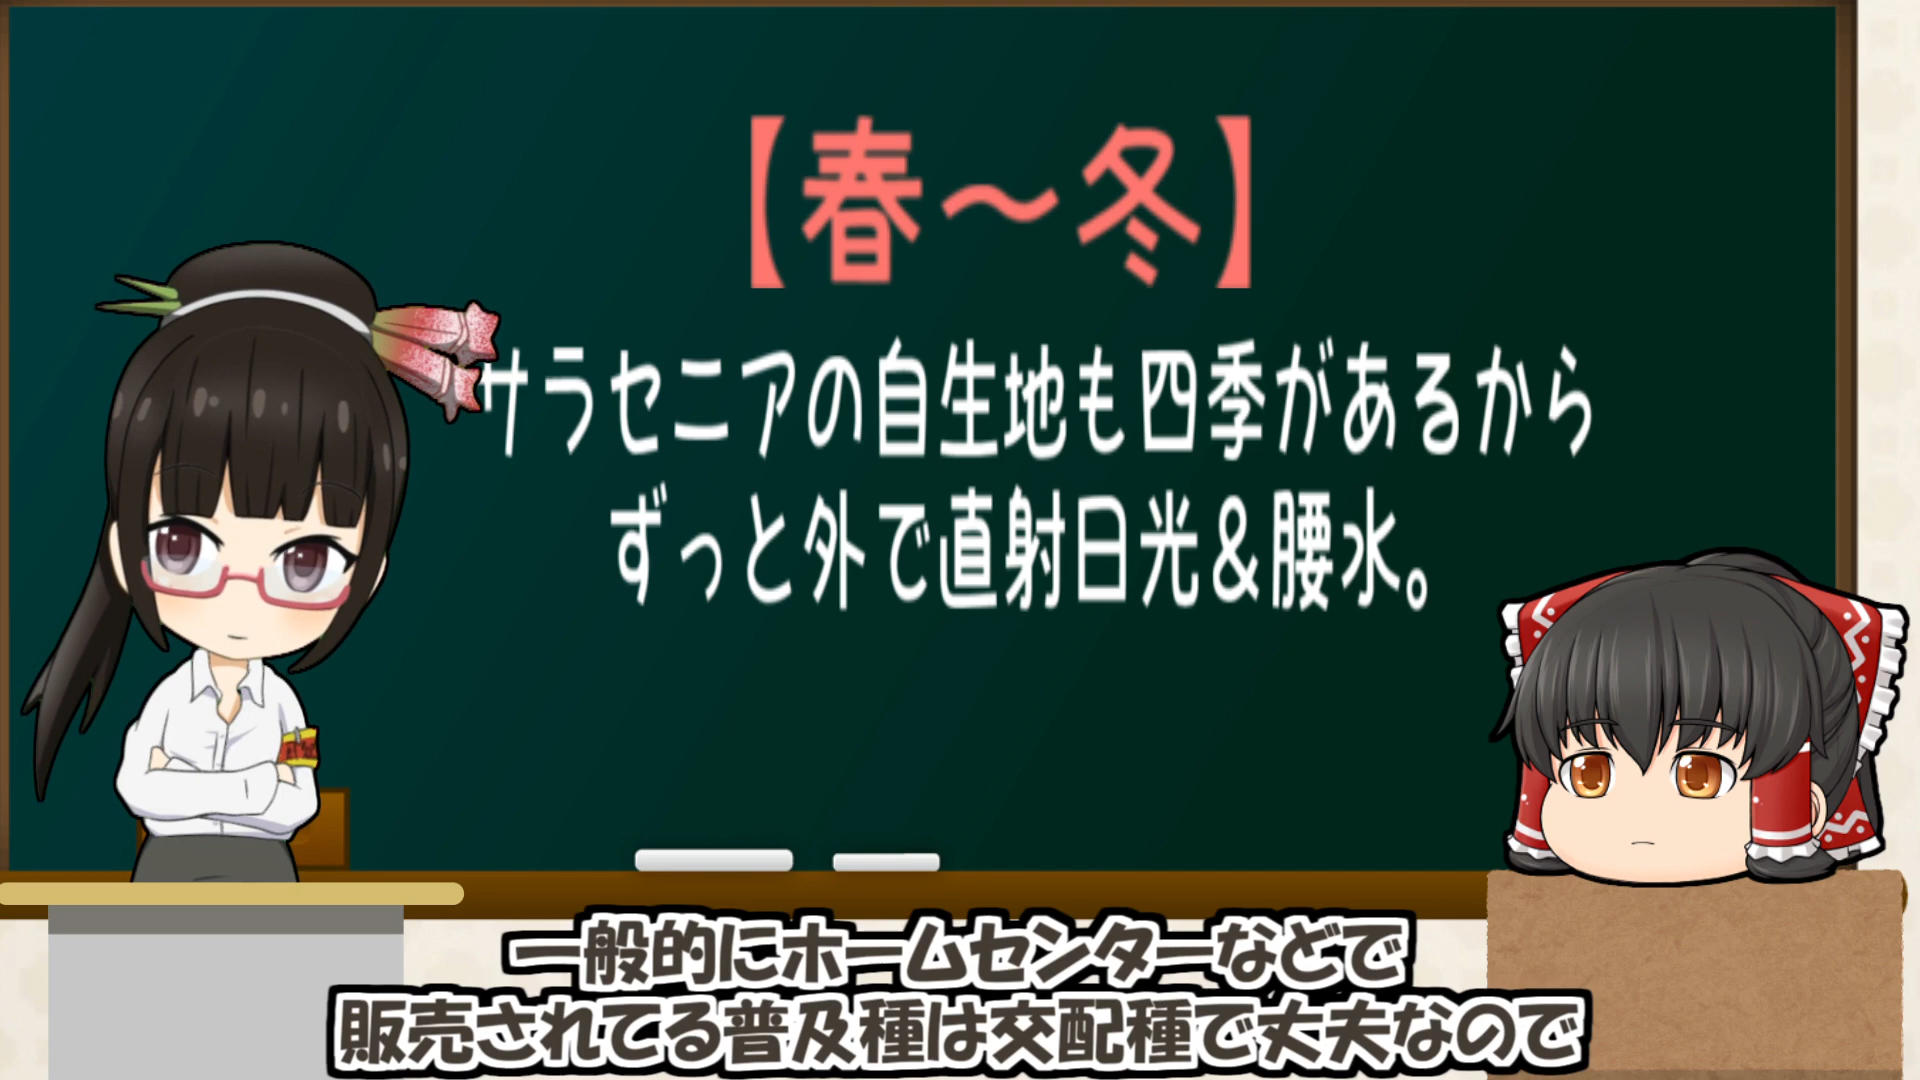 【春～冬】
サラセニアの自生地も四季があるから
ずっと外で直射日光＆腰水。
一般的にホームセンターなどで
販売されてる普及種は交配種で丈夫なので